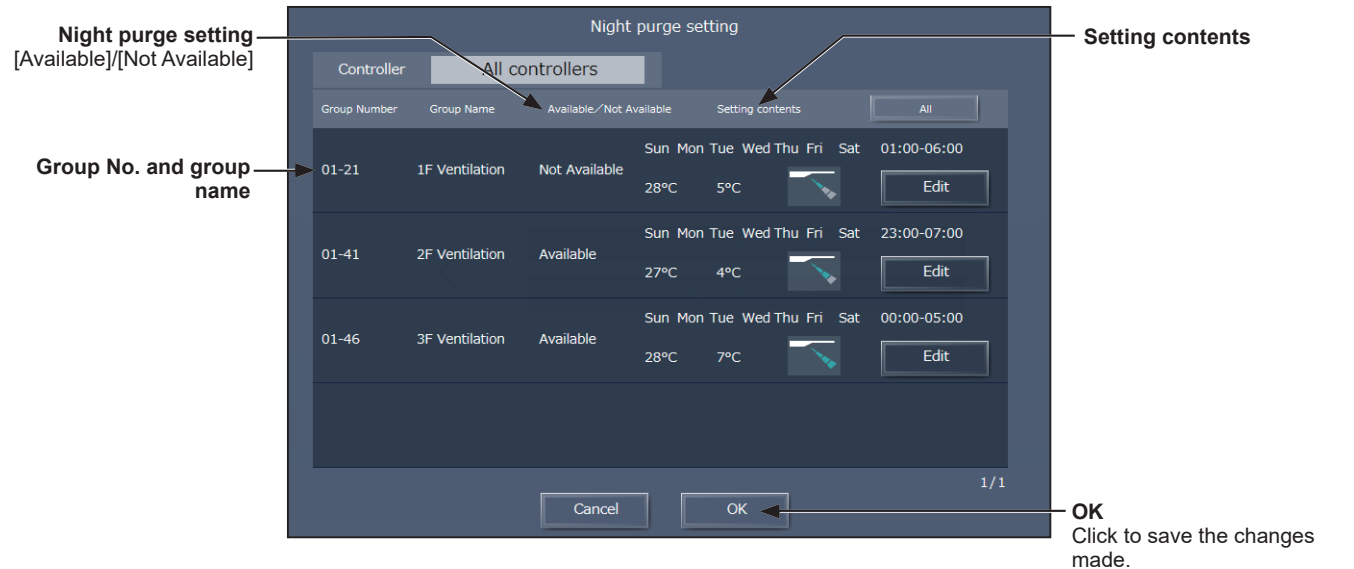 Night purge setting
Night purge setting
[Available]/[Not Available]
Setting contents
Controller All controllers
Group Number Group Name Available/Not Available Setting contents All
Group No. and group
name
Sun Mon Tue Wed Thu Fri Sat 01:00-06:00
01-21 1F Ventilation Not Available
28°C 5°C Edit
Sun Mon Tue Wed Thu Fri Sat 23:00-07:00
01-41 2F Ventilation Available
27°C 4°C Edit
Sun Mon Tue Wed Thu Fri Sat 00:00-05:00
01-46 3F Ventilation Available
28°C 7°C Edit
1/1
Cancel OK
OK
Click to save the changes
made.